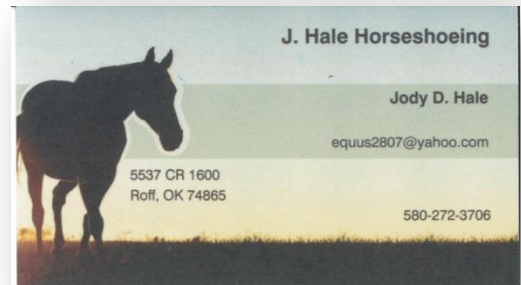 J. Hale Horseshoeing
Jody D. Hale
equus2807@yahoo.com
5537 CR 1600
Roff, OK 74865
580-272-3706